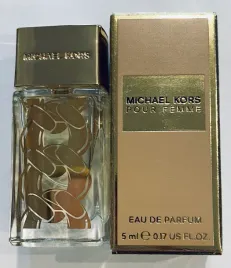 MICHAEL KORS
MICHAEL KORS
POUR FEMME
EAU DE PARFUM
5 ml ℮ 0.17 US FL.OZ.